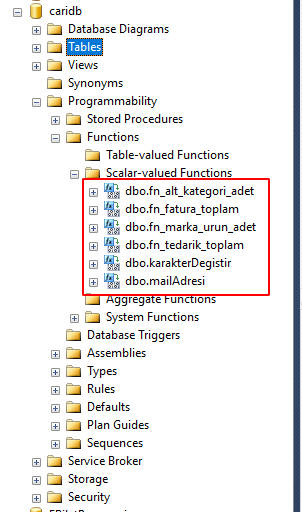 caridb
Database Diagrams
Tables
Views
Synonyms
Programmability
Stored Procedures
Functions
Table-valued Functions
Scalar-valued Functions
dbo.fn_alt_kategori_adet
dbo.fn_fatura_toplam
dbo.fn_marka_urun_adet
dbo.fn_tedarik_toplam
dbo.karakterDegistir
dbo.mailAdresi
Aggregate Functions
System Functions
Database Triggers
Assemblies
Types
Rules
Defaults
Plan Guides
Sequences
Service Broker
Storage
Security